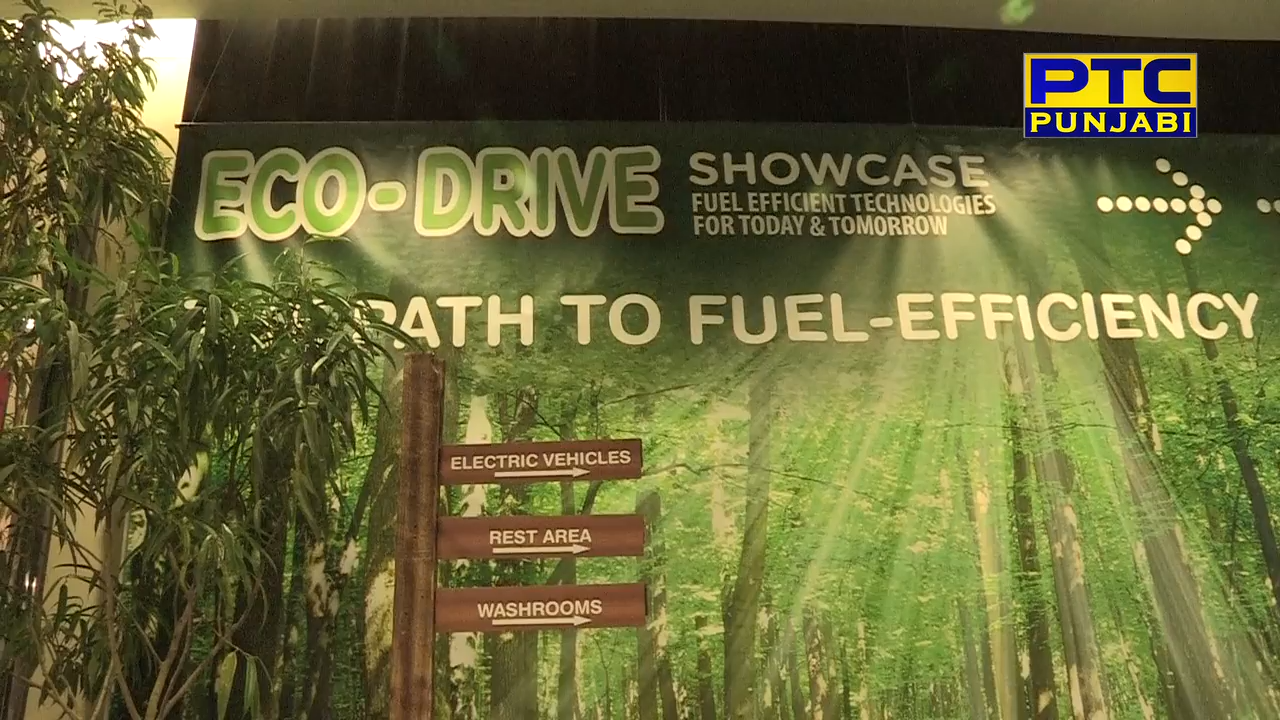 PTC
PUNJABI
ECO-DRIVE
SHOWCASE
FUEL EFFICIENT TECHNOLOGIES
FOR TODAY & TOMORROW
PATH TO FUEL-EFFICIENCY
ELECTRIC VEHICLES
REST AREA
WASHROOMS